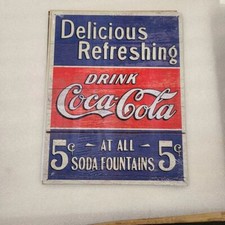 Delicious
Refreshing
DRINK
Coca-Cola
5¢ - AT ALL - 5¢
SODA FOUNTAINS